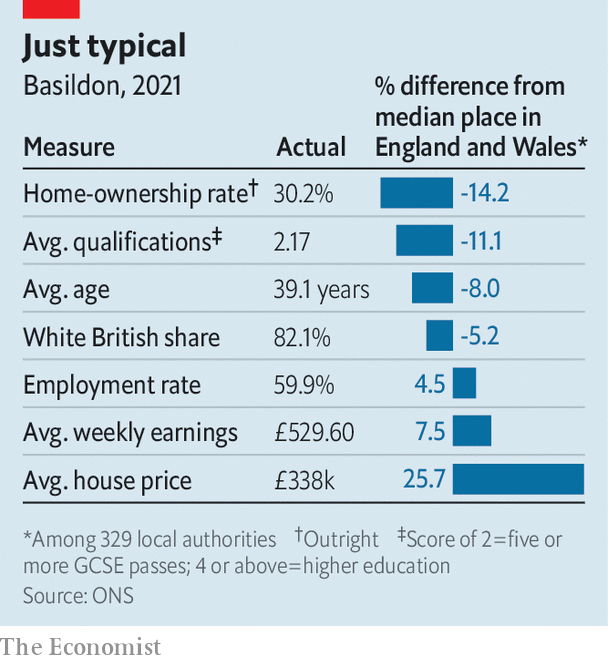 Just typical
Basildon, 2021
% difference from
median place in
Measure Actual England and Wales*
Home-ownership rate† 30.2% -14.2
Avg. qualifications‡ 2.17 -11.1
Avg. age 39.1 years -8.0
White British share 82.1% -5.2
Employment rate 59.9% 4.5
Avg. weekly earnings £529.60 7.5
Avg. house price £338k 25.7
*Among 329 local authorities †Outright ‡Score of 2=five or
more GCSE passes; 4 or above=higher education
Source: ONS
The Economist